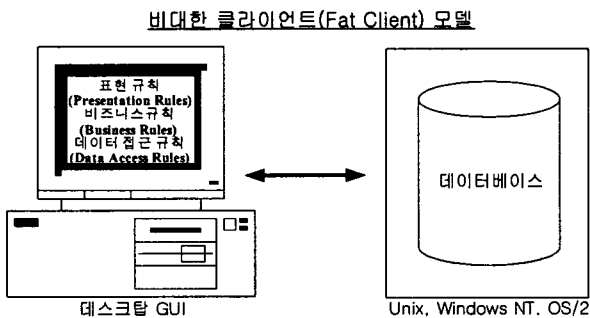 비대한 클라이언트(Fat Client) 모델
표현 규칙
(Presentation Rules)
비즈니스규칙
(Business Rules)
데이터 접근 규칙
(Data Access Rules)
데이터베이스
데스크탑 GUI
Unix, Windows NT, OS/2